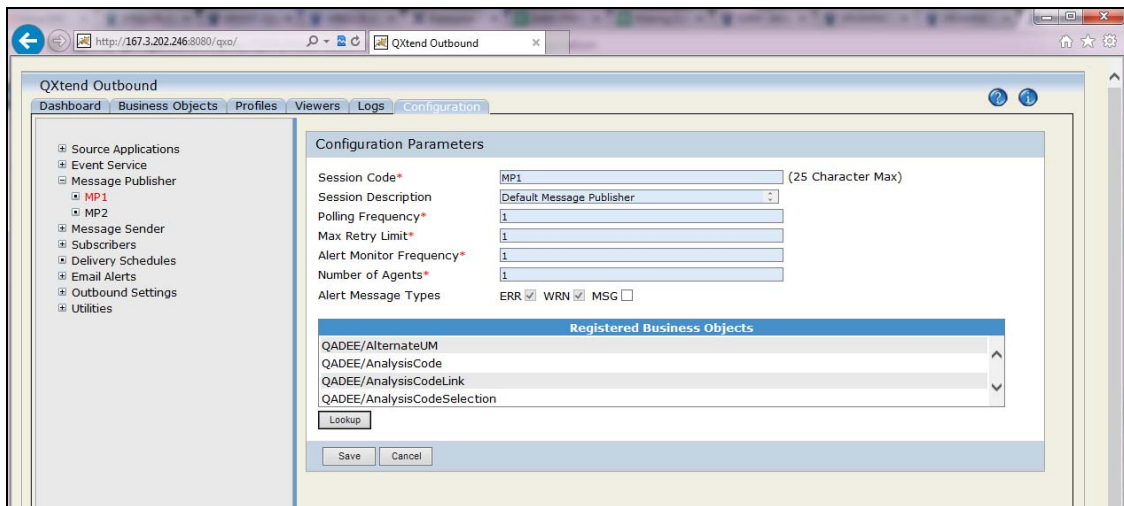 http://167.3.202.246:8080/qxo/
QXtend Outbound
QXtend Outbound
Dashboard Business Objects Profiles Viewers Logs Configuration
Source Applications
Event Service
Message Publisher
MP1
MP2
Message Sender
Subscribers
Delivery Schedules
Email Alerts
Outbound Settings
Utilities
Configuration Parameters
Session Code* MP1 (25 Character Max)
Session Description Default Message Publisher
Polling Frequency* 1
Max Retry Limit* 1
Alert Monitor Frequency* 1
Number of Agents* 1
Alert Message Types ERR WRN MSG
Registered Business Objects
QADEE/AlternateUM
QADEE/AnalysisCode
QADEE/AnalysisCodeLink
QADEE/AnalysisCodeSelection
Lookup
Save Cancel